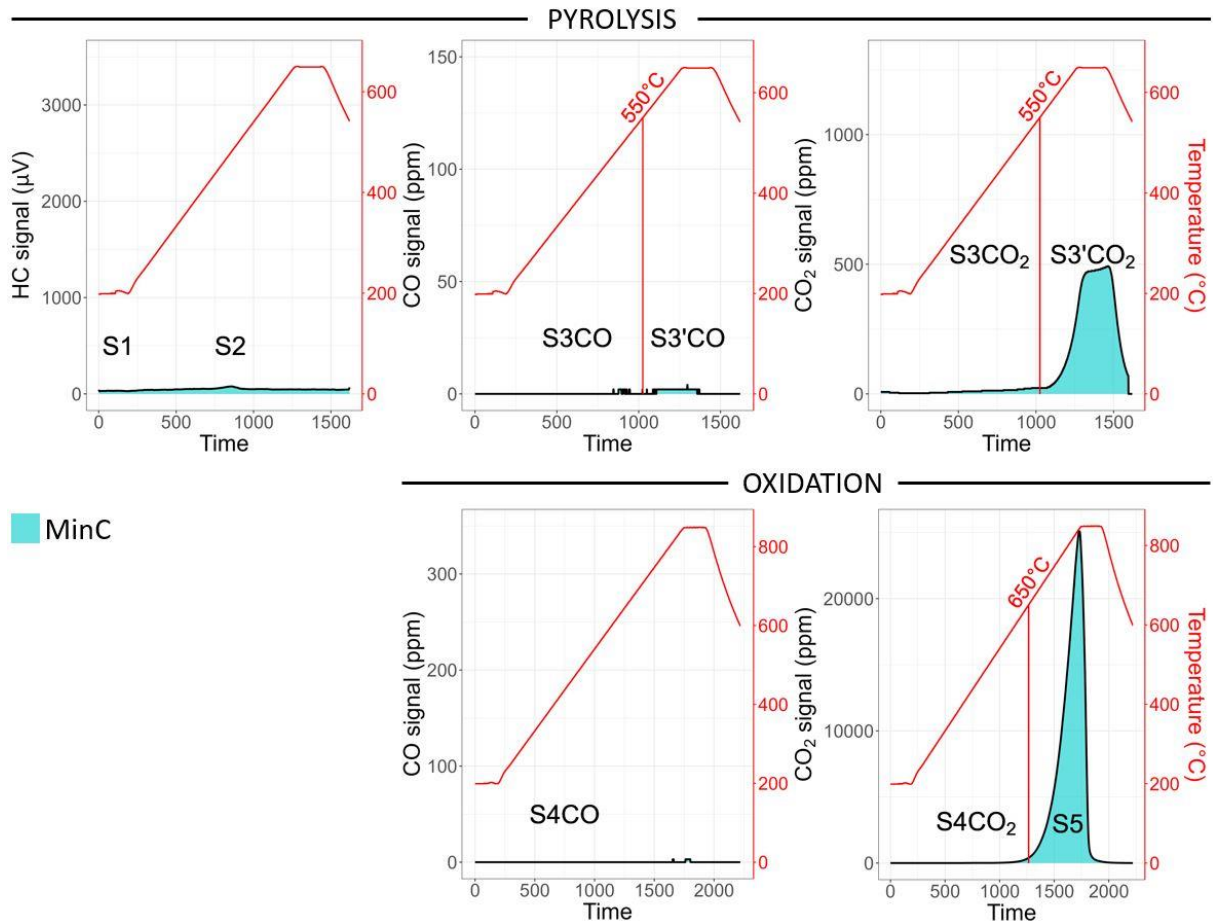 PYROLYSIS
HC signal (µV)
3000
2000
1000
0
600
400
200
0
S1
S2
0
500
1000
1500
Time
CO signal (ppm)
150
100
50
0
550°C
600
400
200
0
S3CO
S3'CO
0
500
1000
1500
Time
CO₂ signal (ppm)
1000
500
0
550°C
600
400
200
0
Temperature (°C)
S3CO₂
S3'CO₂
0
500
1000
1500
Time
OXIDATION
MinC
CO signal (ppm)
300
200
100
0
800
600
400
200
0
S4CO
0
500
1000
1500
2000
Time
CO₂ signal (ppm)
20000
10000
0
650°C
800
600
400
200
0
Temperature (°C)
S4CO₂
S5
0
500
1000
1500
2000
Time